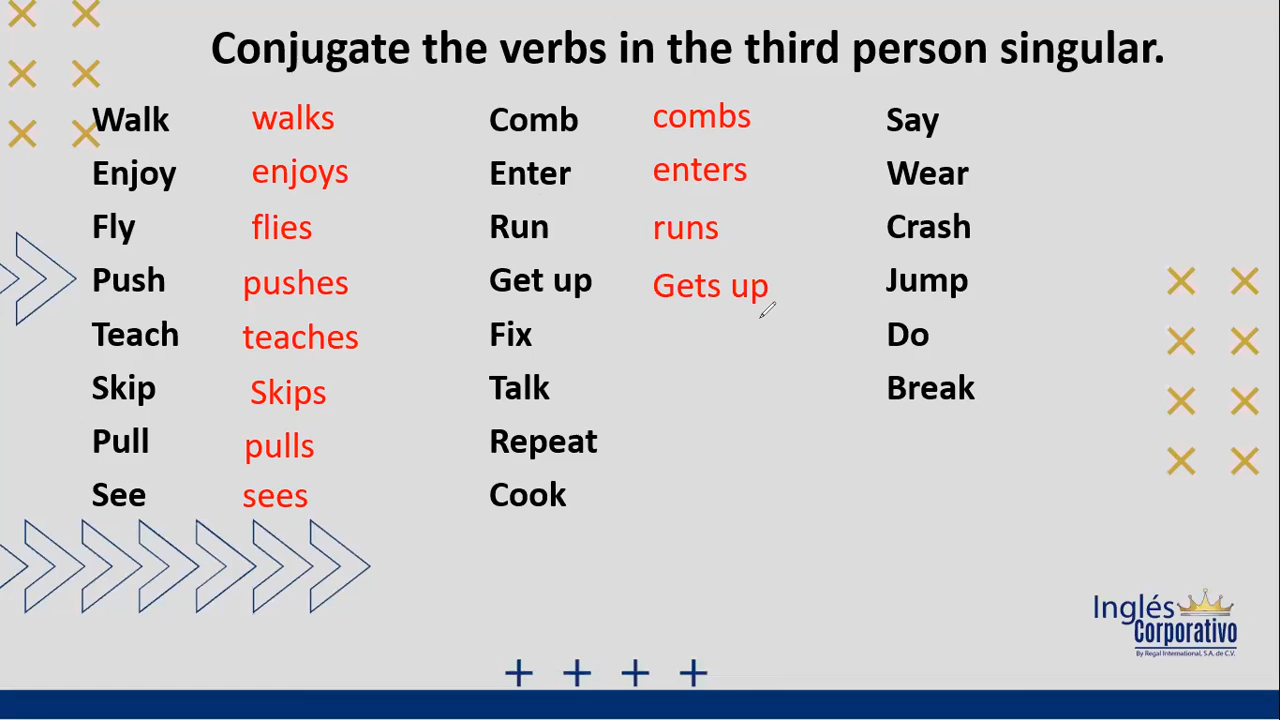 Conjugate the verbs in the third person singular.
Walk walks
Enjoy enjoys
Fly flies
Push pushes
Teach teaches
Skip Skips
Pull pulls
See sees
Comb combs
Enter enters
Run runs
Get up Gets up
Fix
Talk
Repeat
Cook
Say
Wear
Crash
Jump
Do
Break
Inglés
Corporativo
By Regal International, S.A. de C.V.